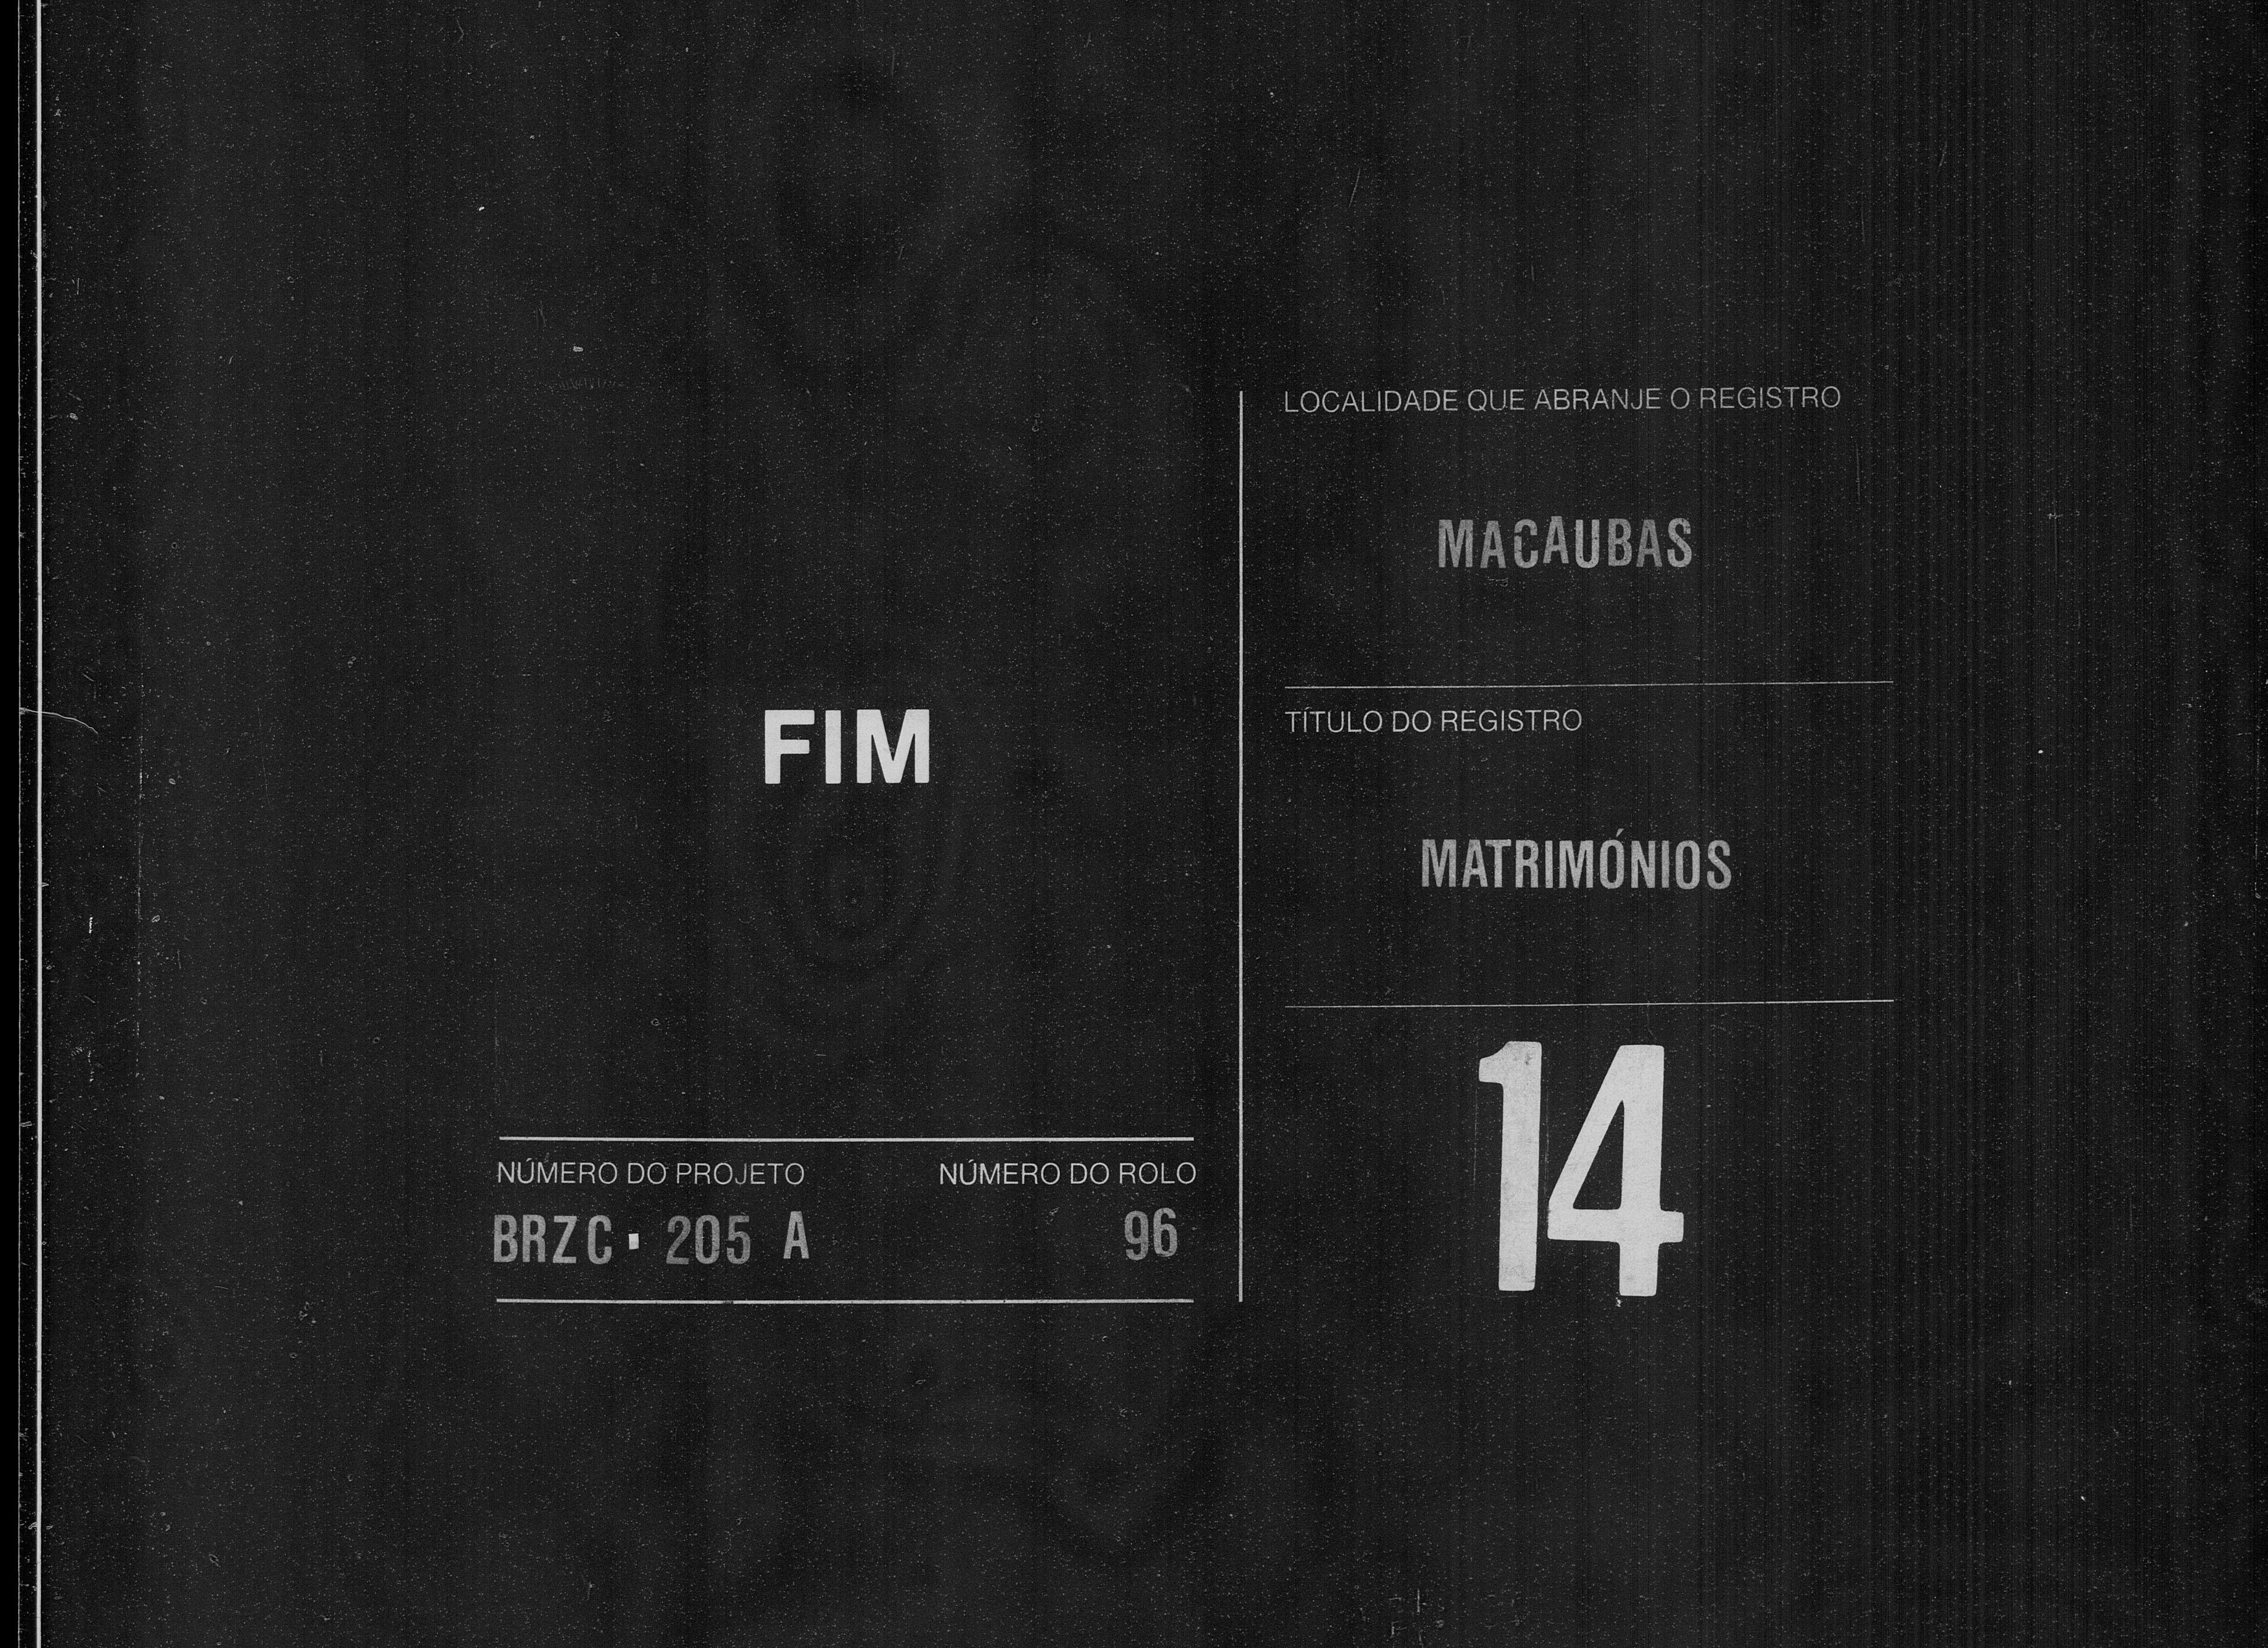 FIM
NÚMERO DO PROJETO
BRZC · 205 A
NÚMERO DO ROLO
96
LOCALIDADE QUE ABRANJE O REGISTRO
MACAUBAS
TÍTULO DO REGISTRO
MATRIMÓNIOS
14